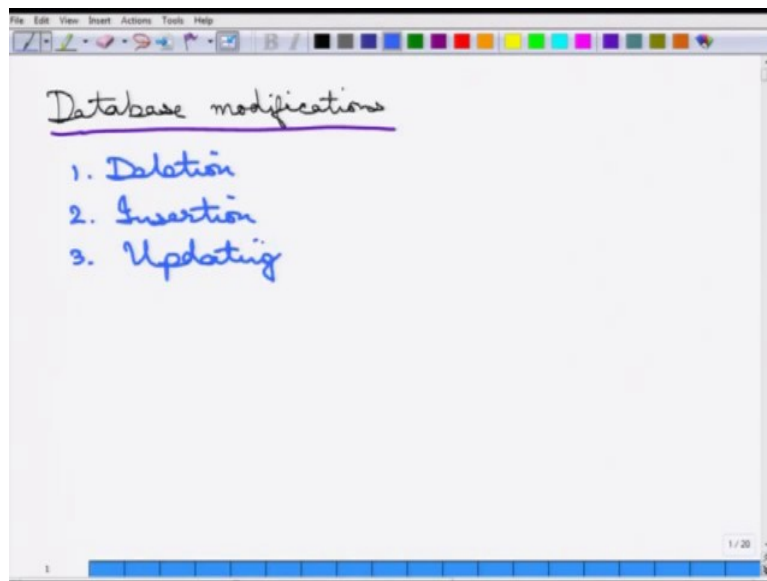 File Edit View Insert Actions Tools Help
B I
Database modifications
1. Deletion
2. Insertion
3. Updating
1 / 20
1